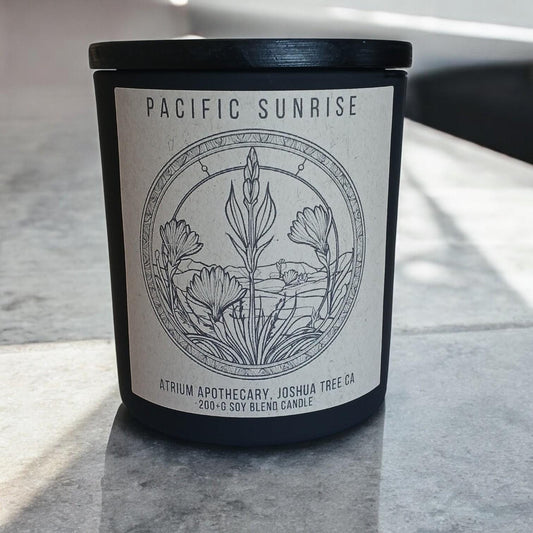 PACIFIC SUNRISE
ATRIUM APOTHECARY, JOSHUA TREE CA
200+G SOY BLEND CANDLE